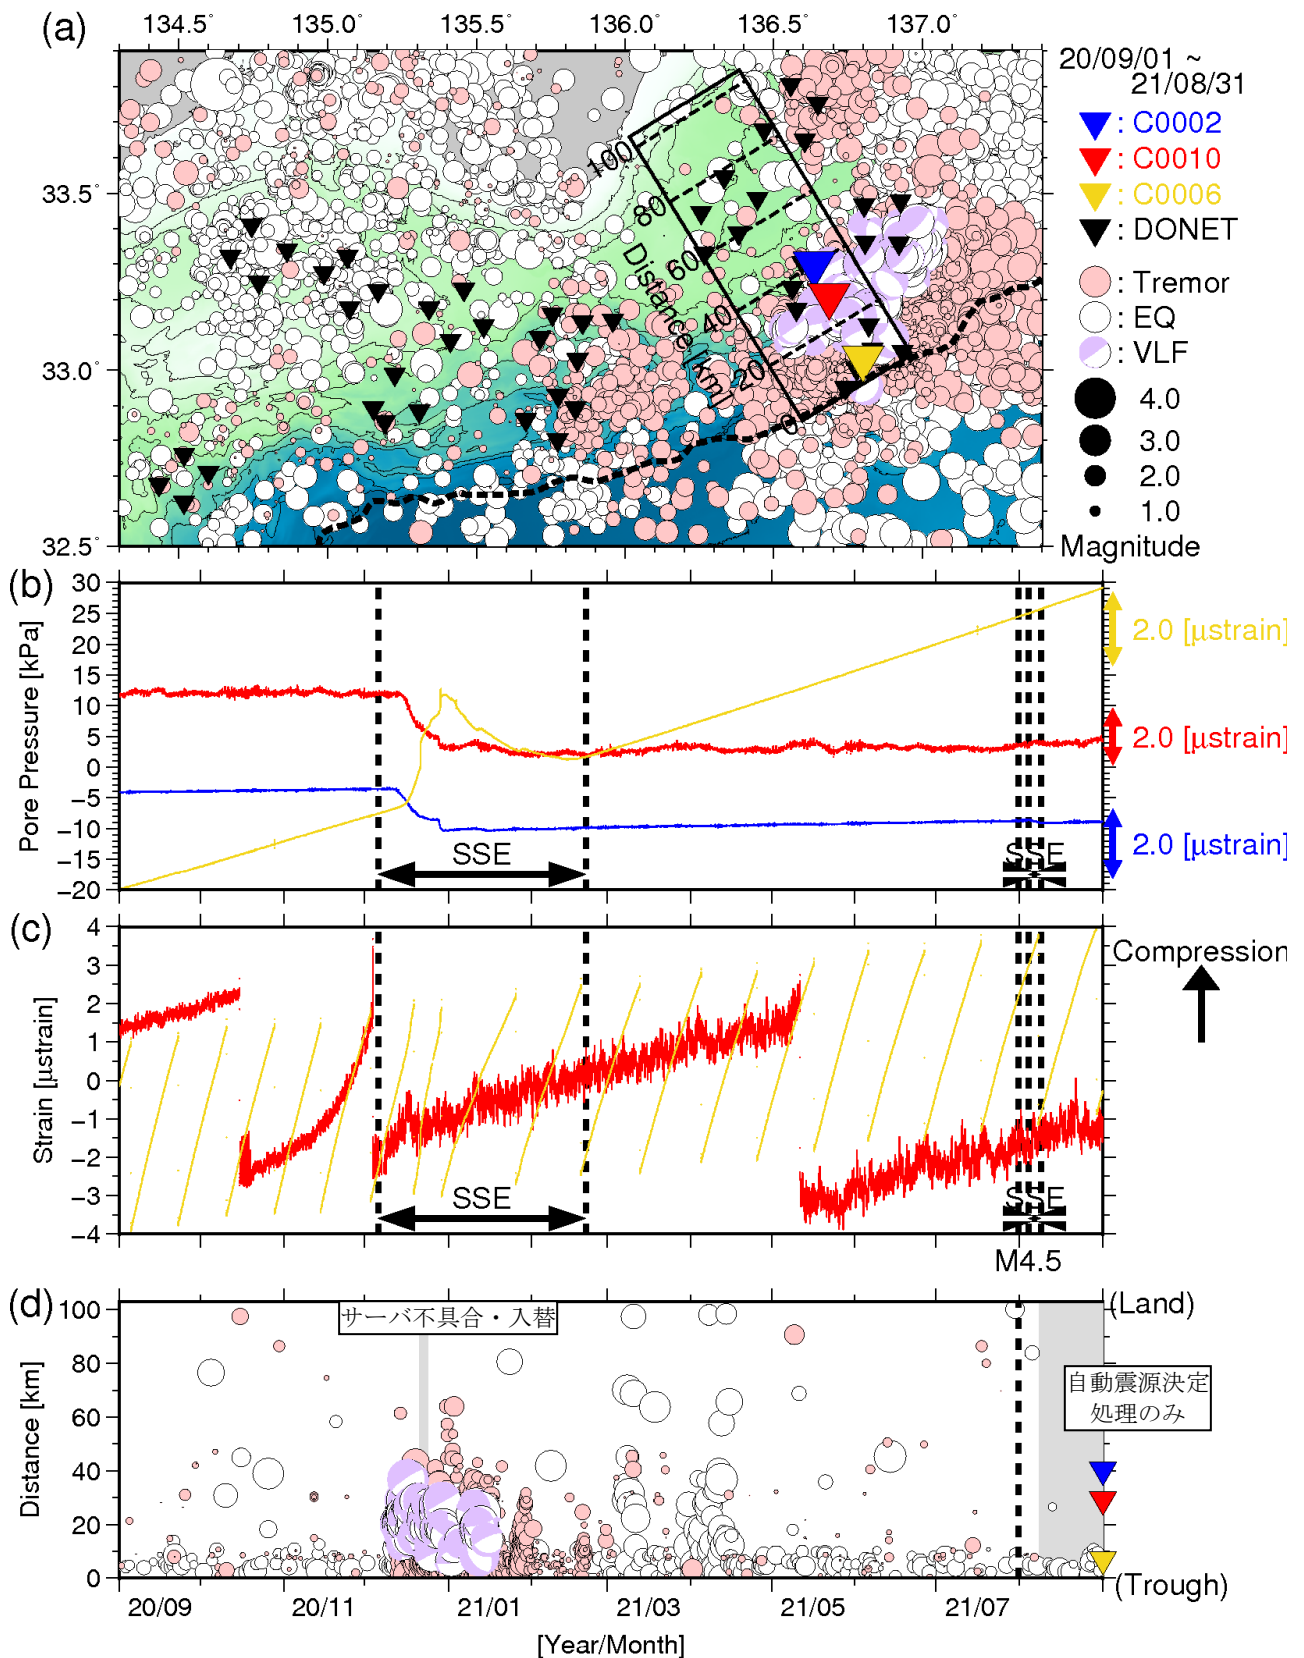 (a)
134.5° 135.0° 135.5° 136.0° 136.5° 137.0°
33.5°
33.0°
32.5°
100
80
60
40
20
0
Distance [km]
20/09/01 ~
21/08/31
: C0002
: C0010
: C0006
: DONET
: Tremor
: EQ
: VLF
4.0
3.0
2.0
1.0
Magnitude
(b)
30
25
20
15
10
5
0
−5
−10
−15
−20
Pore Pressure [kPa]
SSE
SSE
2.0 [μstrain]
2.0 [μstrain]
2.0 [μstrain]
(c)
4
3
2
1
0
−1
−2
−3
−4
Strain [μstrain]
SSE
SSE
Compression
M4.5
(d)
100
80
60
40
20
0
Distance [km]
サーバ不具合・入替
(Land)
自動震源決定
処理のみ
(Trough)
20/09 20/11 21/01 21/03 21/05 21/07
[Year/Month]